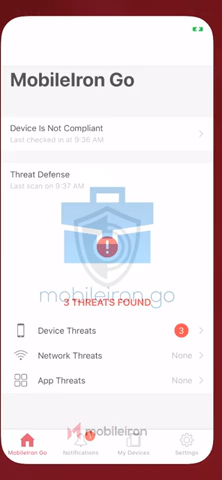 MobileIron Go
Device Is Not Compliant
Last checked in at 9:36 AM
Threat Defense
Last scan on 9:37 AM
mobileiron go
3 THREATS FOUND
Device Threats 3
Network Threats None
App Threats None
mobileiron
MobileIron Go Notifications My Devices Settings